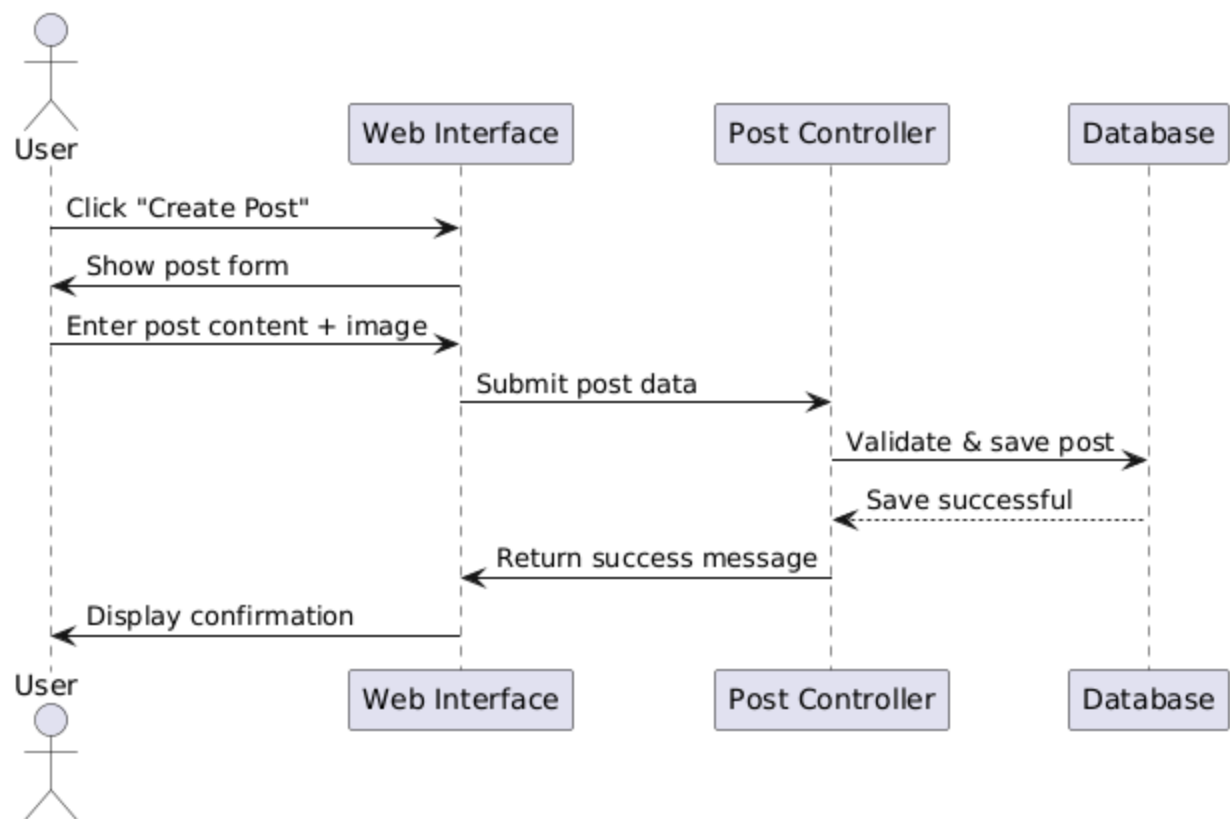 User
Web Interface
Post Controller
Database
Click "Create Post"
Show post form
Enter post content + image
Submit post data
Validate & save post
Save successful
Return success message
Display confirmation
User
Web Interface
Post Controller
Database